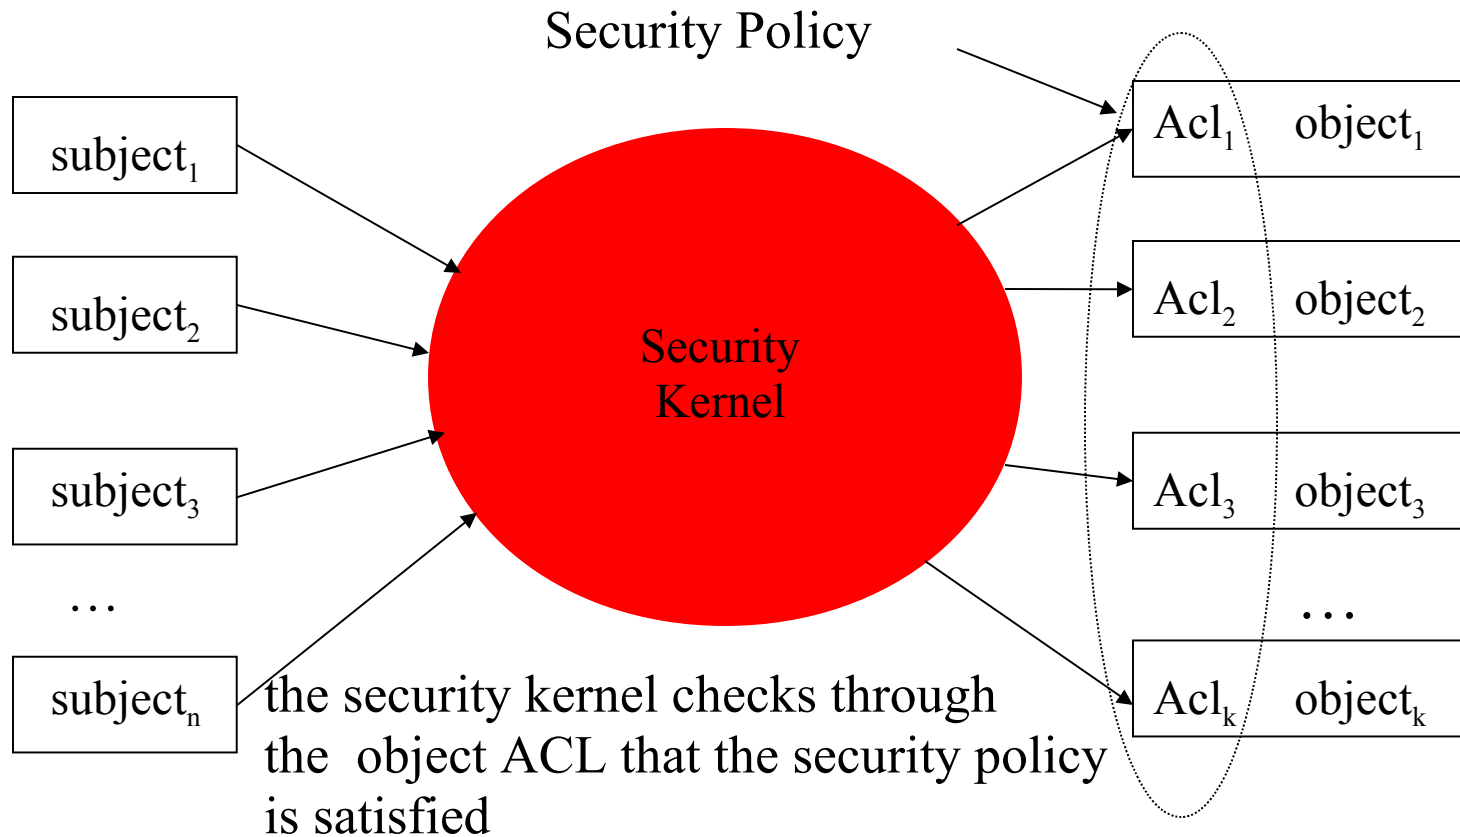 Security Policy
subject1
subject2
subject3
…
subjectn
Security
Kernel
Acl1 object1
Acl2 object2
Acl3 object3
…
Aclk objectk
the security kernel checks through
the object ACL that the security policy
is satisfied